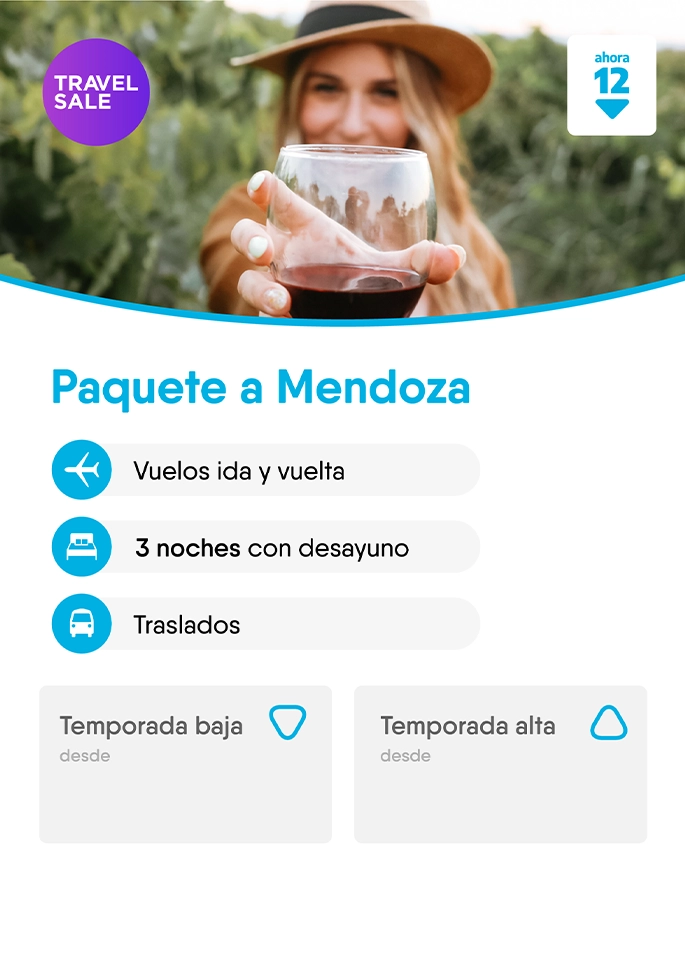 TRAVEL
SALE
ahora
12
Paquete a Mendoza
Vuelos ida y vuelta
3 noches con desayuno
Traslados
Temporada baja
desde
Temporada alta
desde